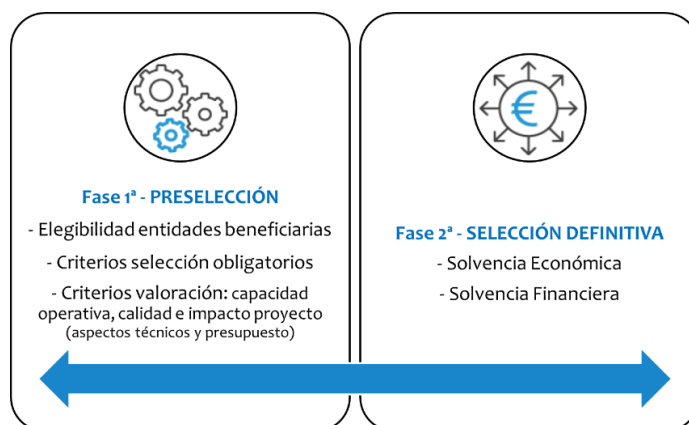 Fase 1ª - PRESELECCIÓN
- Elegibilidad entidades beneficiarias
- Criterios selección obligatorios
- Criterios valoración: capacidad
operativa, calidad e impacto proyecto
(aspectos técnicos y presupuesto)
€
Fase 2ª - SELECCIÓN DEFINITIVA
- Solvencia Económica
- Solvencia Financiera